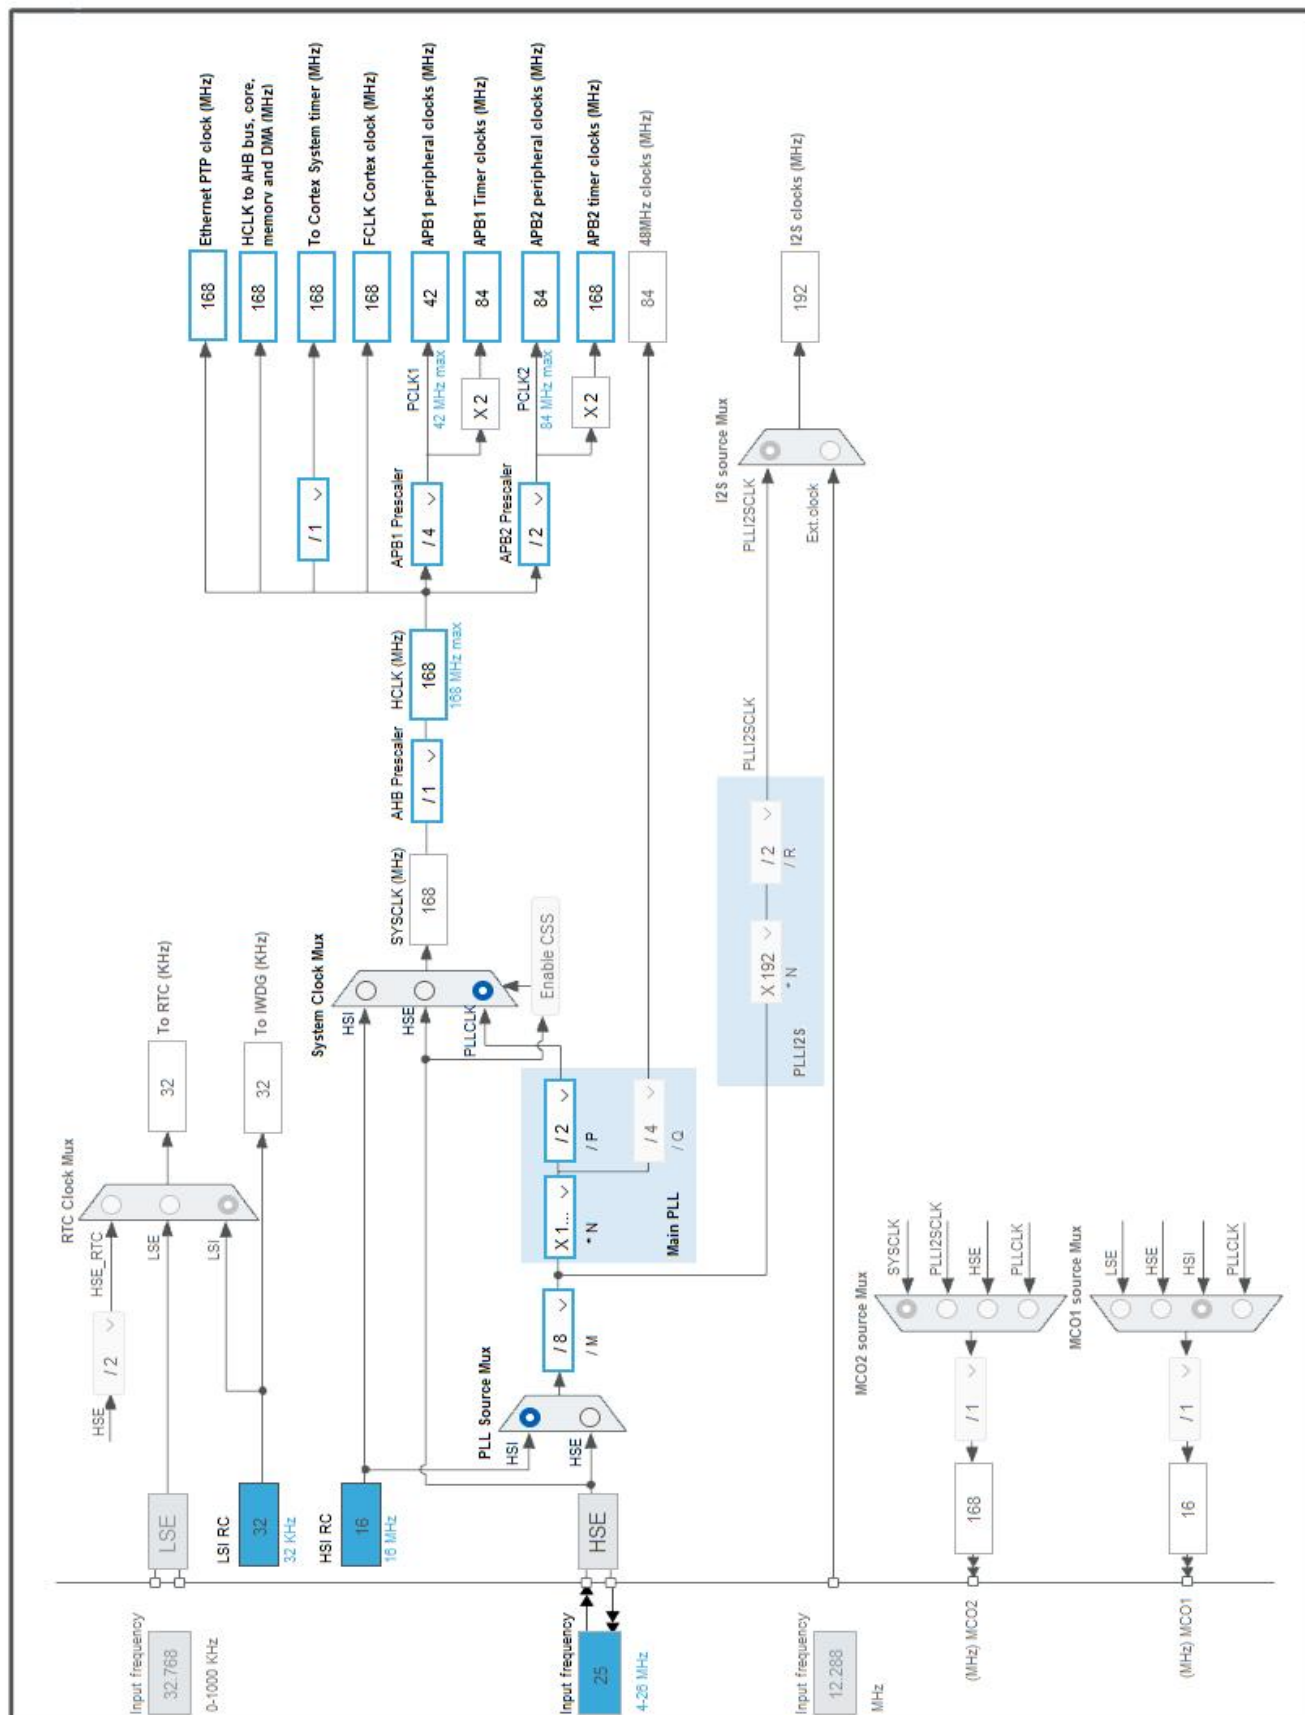 Input frequency
32.768
0-1000 KHz
LSE
LSI RC
32
32 KHz
HSI RC
16
16 MHz
Input frequency
25
4-26 MHz
HSE
Input frequency
12.288
MHz
HSE
/ 2
HSE_RTC
LSE
LSI
RTC Clock Mux
32
To RTC (KHz)
32
To IWDG (KHz)
PLL Source Mux
HSI
HSE
/ 8
/ M
X 1...
* N
/ 2
/ P
/ 4
/ Q
Main PLL
System Clock Mux
HSI
HSE
PLLCLK
Enable CSS
SYSCLK (MHz)
168
AHB Prescaler
/ 1
HCLK (MHz)
168
168 MHz max
/ 1
APB1 Prescaler
/ 4
PCLK1
42 MHz max
X 2
APB2 Prescaler
/ 2
PCLK2
84 MHz max
X 2
168
Ethernet PTP clock (MHz)
168
HCLK to AHB bus, core,
memory and DMA (MHz)
168
To Cortex System timer (MHz)
168
FCLK Cortex clock (MHz)
42
APB1 peripheral clocks (MHz)
84
APB1 Timer clocks (MHz)
84
APB2 peripheral clocks (MHz)
168
APB2 timer clocks (MHz)
84
48MHz clocks (MHz)
PLLI2S
X 192
* N
/ 2
/ R
PLLI2SCLK
PLLI2SCLK
Ext.clock
I2S source Mux
192
I2S clocks (MHz)
MCO2 source Mux
SYSCLK
PLLI2SCLK
HSE
PLLCLK
/ 1
168
(MHz) MCO2
MCO1 source Mux
LSE
HSE
HSI
PLLCLK
/ 1
16
(MHz) MCO1